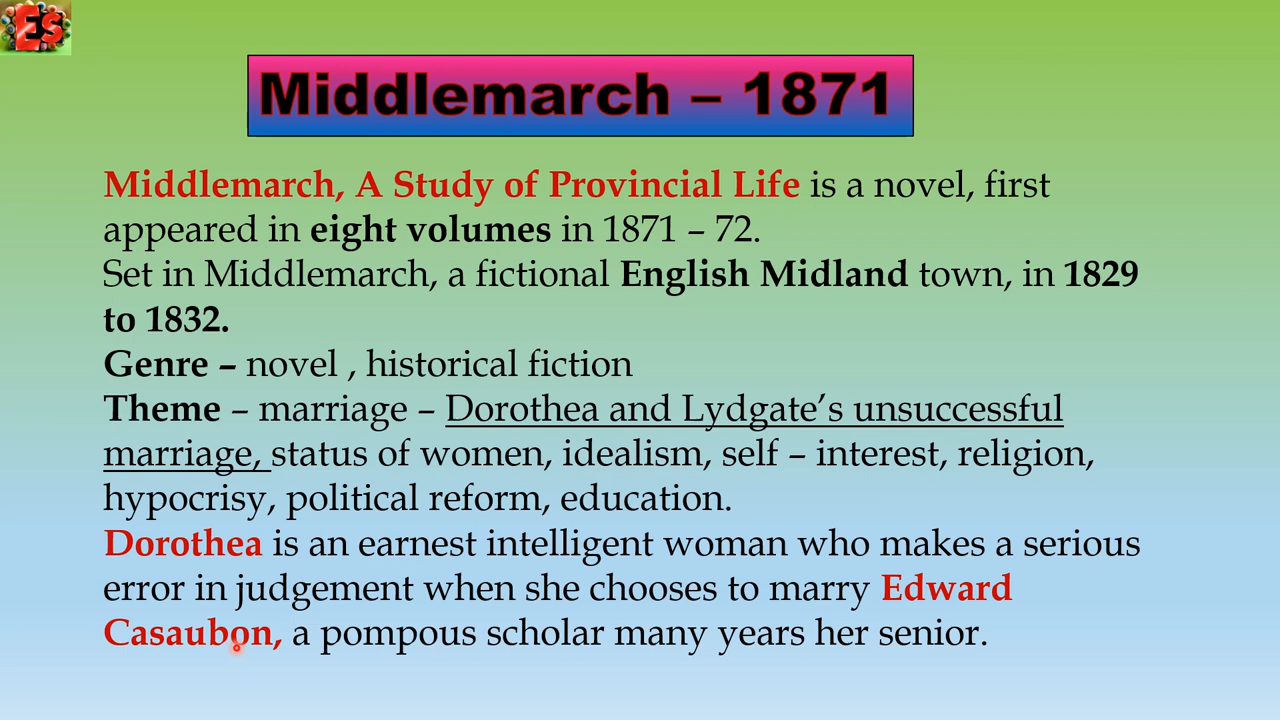 ES
Middlemarch – 1871
Middlemarch, A Study of Provincial Life is a novel, first
appeared in eight volumes in 1871 – 72.
Set in Middlemarch, a fictional English Midland town, in 1829
to 1832.
Genre – novel , historical fiction
Theme – marriage – Dorothea and Lydgate’s unsuccessful
marriage, status of women, idealism, self – interest, religion,
hypocrisy, political reform, education.
Dorothea is an earnest intelligent woman who makes a serious
error in judgement when she chooses to marry Edward
Casaubon, a pompous scholar many years her senior.